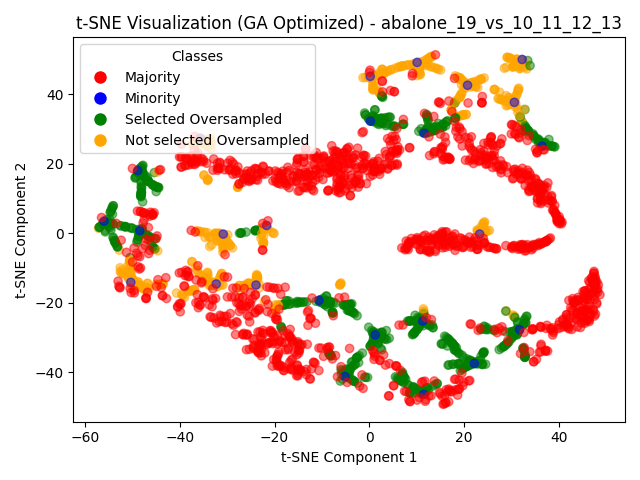 t-SNE Visualization (GA Optimized) - abalone_19_vs_10_11_12_13
Classes
Majority
Minority
Selected Oversampled
Not selected Oversampled
t-SNE Component 2
40
20
0
−20
−40
−60
−40
−20
0
20
40
t-SNE Component 1